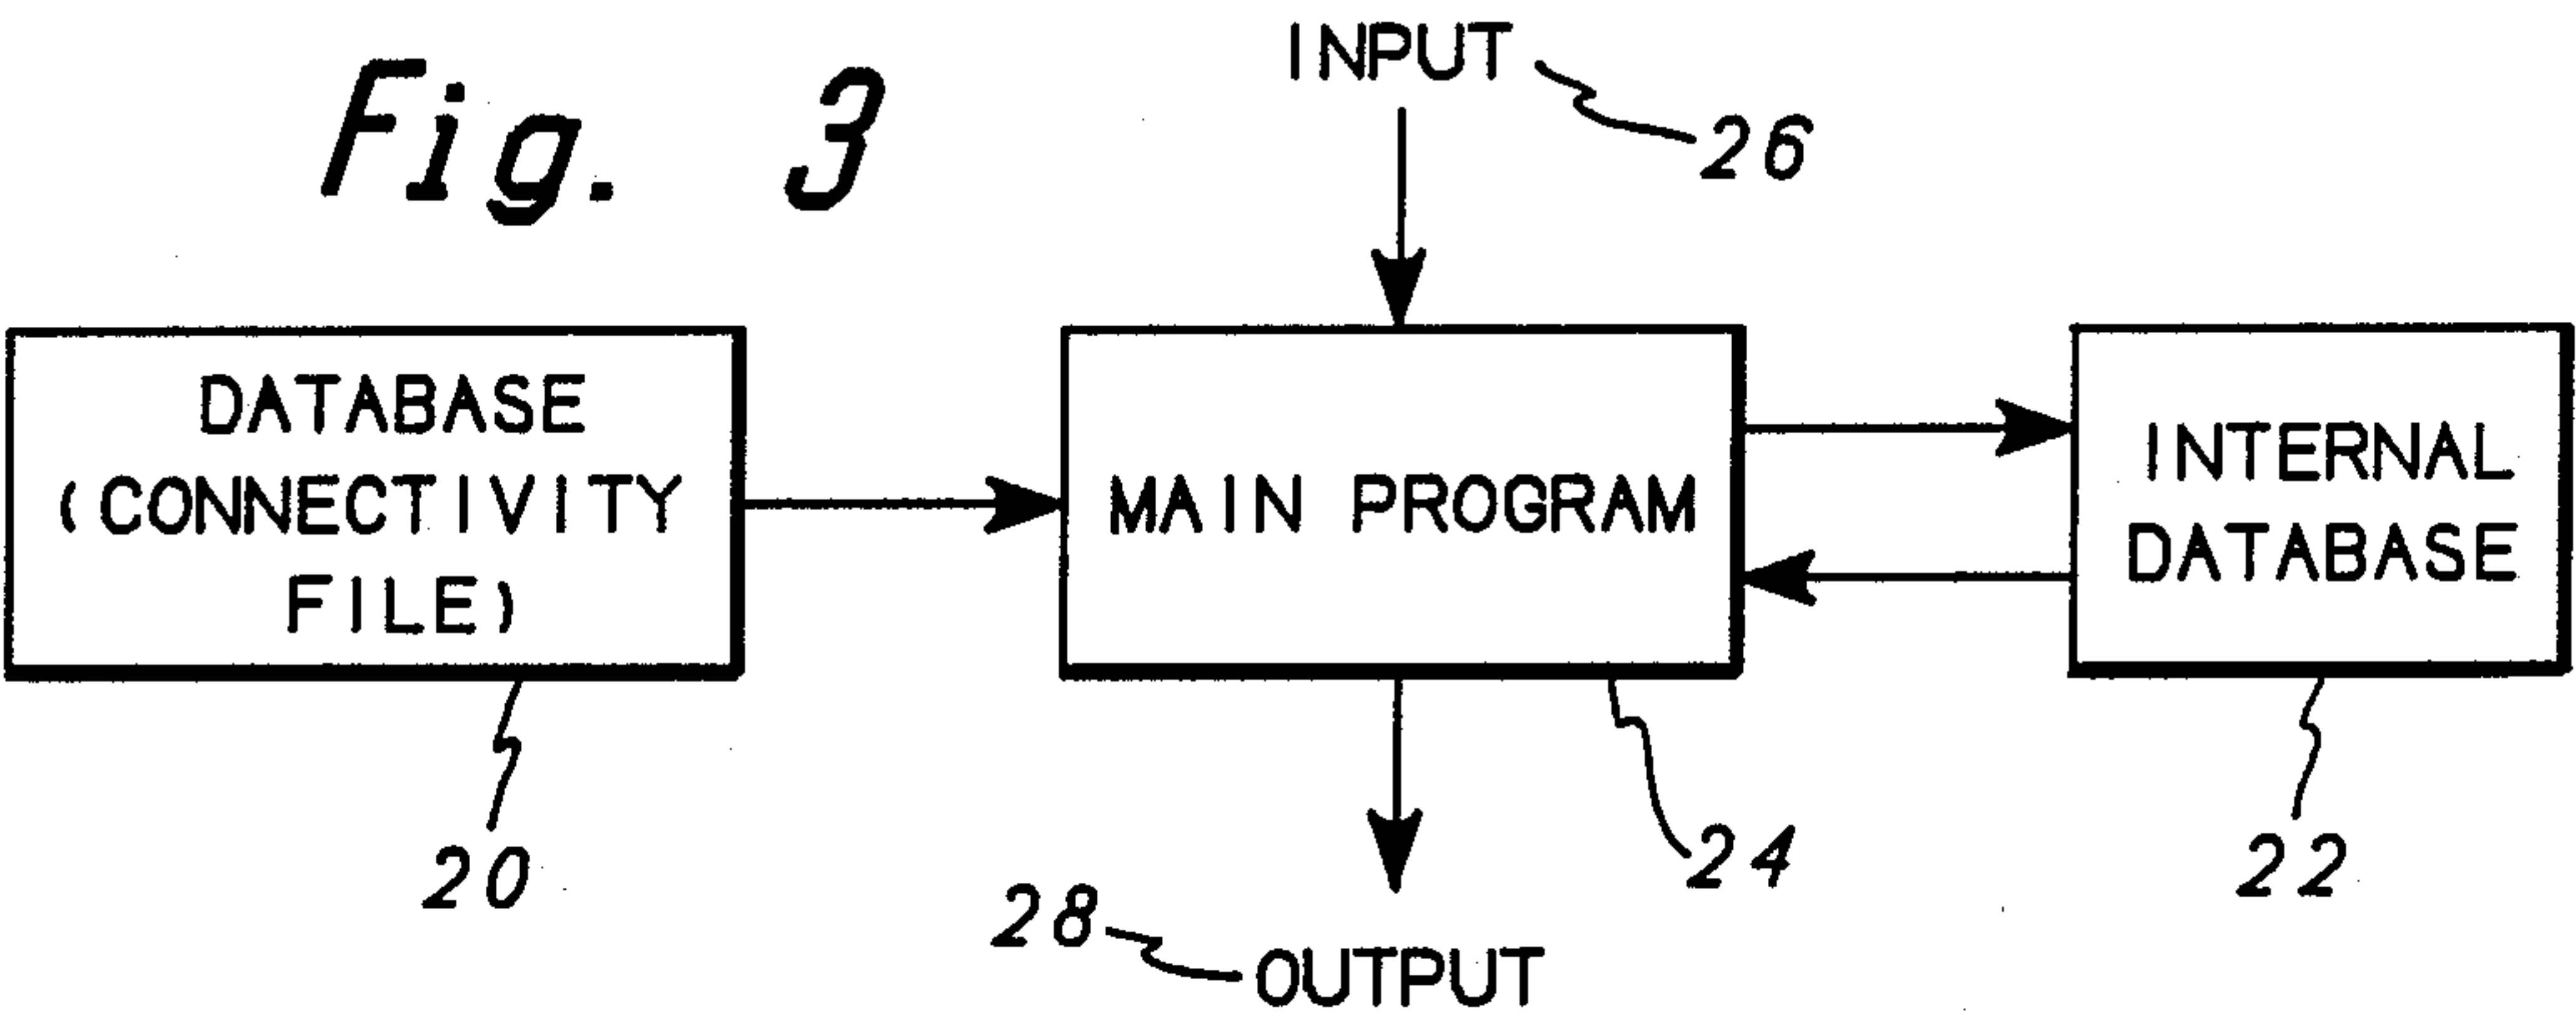 Fig. 3
INPUT
26
DATABASE
(CONNECTIVITY
FILE)
MAIN PROGRAM
INTERNAL
DATABASE
20
24
22
28
OUTPUT